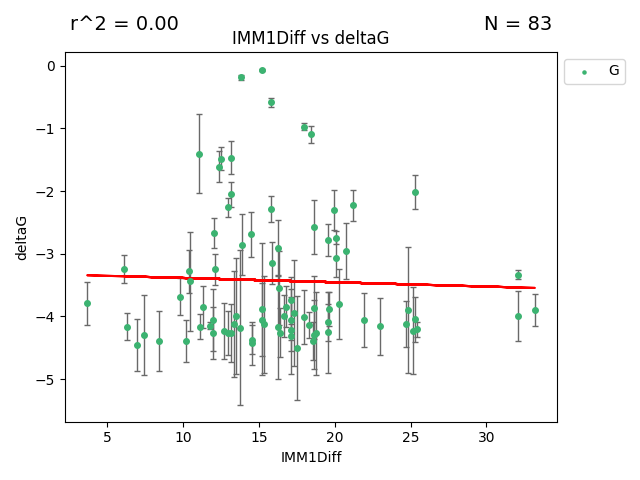 r^2 = 0.00
N = 83
IMM1Diff vs deltaG
G
0
−1
−2
−3
−4
−5
deltaG
5
10
15
20
25
30
IMM1Diff